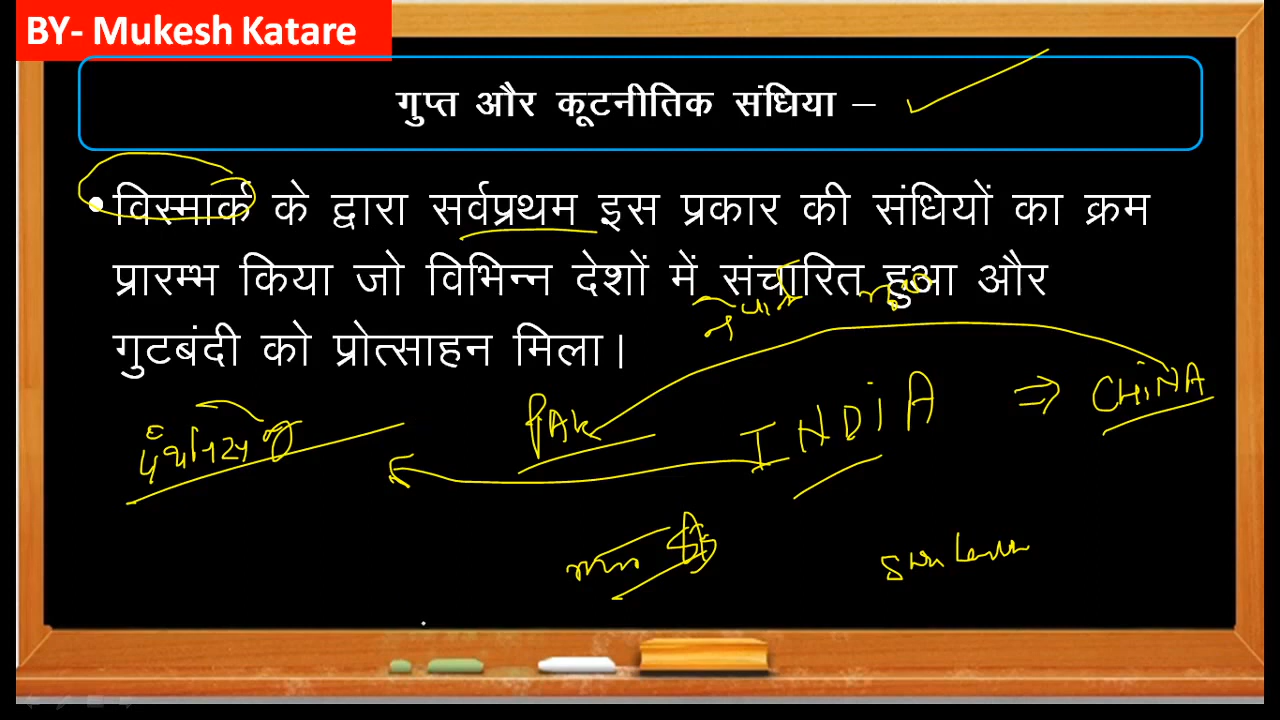 BY- Mukesh Katare
गुप्त और कूटनीतिक संधिया –
• विस्मार्क के द्वारा सर्वप्रथम इस प्रकार की संधियों का क्रम
प्रारम्भ किया जो विभिन्न देशों में संचारित हुआ और
गुटबंदी को प्रोत्साहन मिला।
PAK INDIA ⇒ CHINA